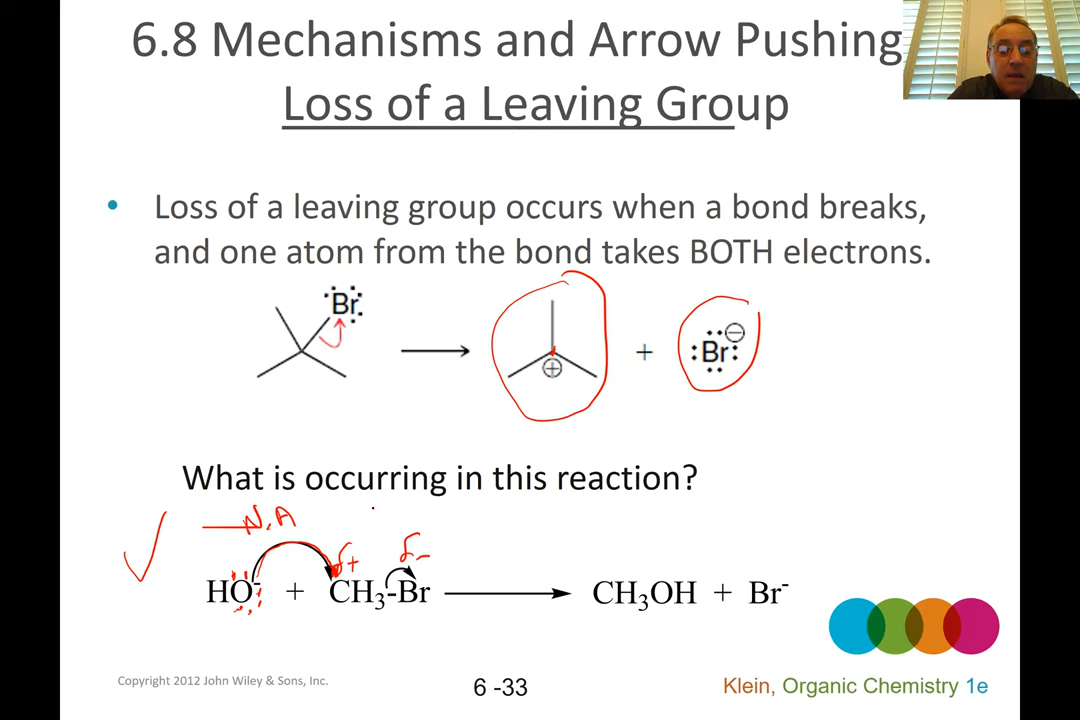 6.8 Mechanisms and Arrow Pushing
Loss of a Leaving Group
• Loss of a leaving group occurs when a bond breaks,
and one atom from the bond takes BOTH electrons.
Br
⊕ + :Br: ⊖
What is occurring in this reaction?
N.A
δ+ δ-
HO⁻ + CH₃-Br CH₃OH + Br⁻
Copyright 2012 John Wiley & Sons, Inc.
6 -33
Klein, Organic Chemistry 1e